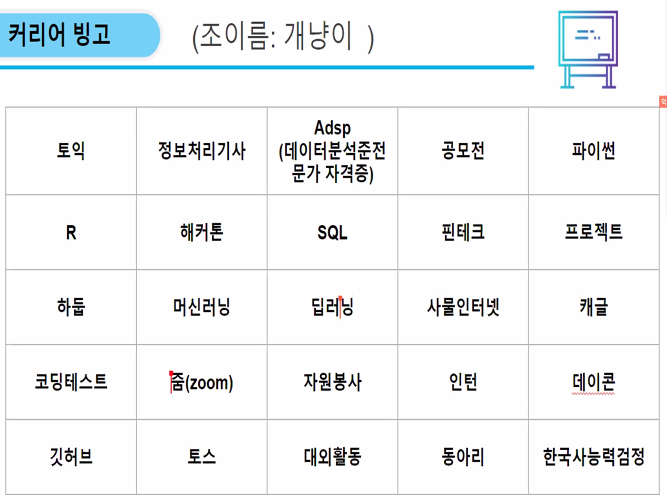 커리어 빙고
(조이름: 개냥이 )
토익
정보처리기사
Adsp
(데이터분석준전
문가 자격증)
공모전
파이썬
R
해커톤
SQL
핀테크
프로젝트
하둡
머신러닝
딥러닝
사물인터넷
캐글
코딩테스트
줌(zoom)
자원봉사
인턴
데이콘
깃허브
토스
대외활동
동아리
한국사능력검정